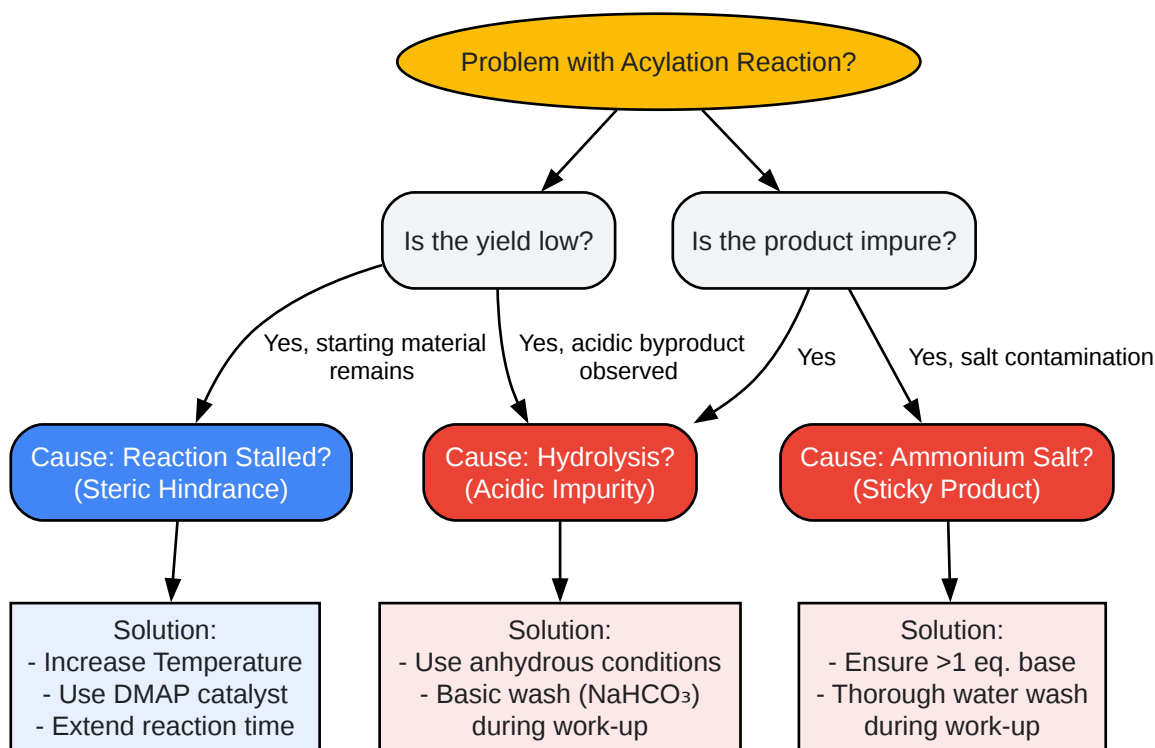 Problem with Acylation Reaction?
Is the yield low?
Is the product impure?
Yes, starting material
remains
Yes, acidic byproduct
observed
Yes
Yes, salt contamination
Cause: Reaction Stalled?
(Steric Hindrance)
Cause: Hydrolysis?
(Acidic Impurity)
Cause: Ammonium Salt?
(Sticky Product)
Solution:
- Increase Temperature
- Use DMAP catalyst
- Extend reaction time
Solution:
- Use anhydrous conditions
- Basic wash (NaHCO₃)
during work-up
Solution:
- Ensure >1 eq. base
- Thorough water wash
during work-up